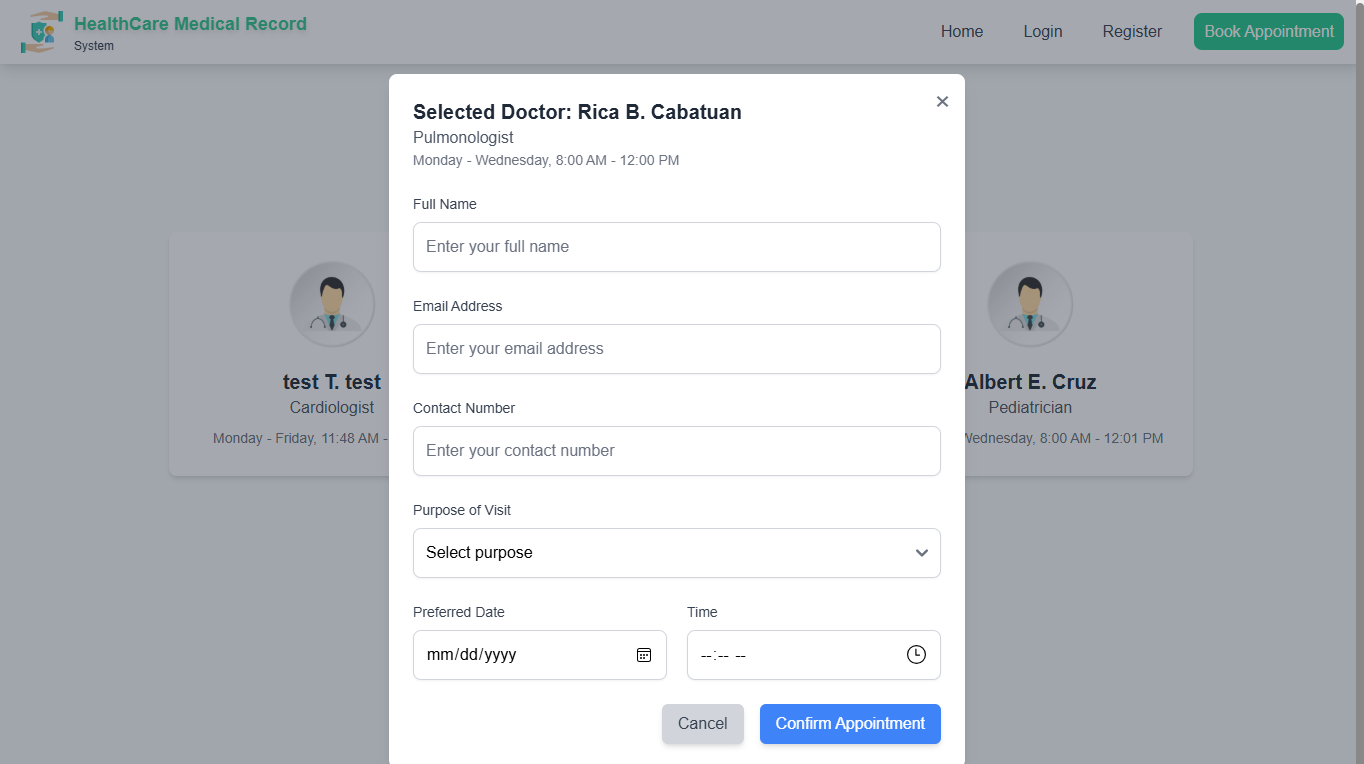 HealthCare Medical Record
System
Home
Login
Register
Book Appointment
Selected Doctor: Rica B. Cabatuan
×
Pulmonologist
Monday - Wednesday, 8:00 AM - 12:00 PM
Full Name
Enter your full name
Email Address
Enter your email address
Contact Number
Enter your contact number
Purpose of Visit
Select purpose
Preferred Date
Time
mm/dd/yyyy
--:-- --
Cancel
Confirm Appointment
test T. test
Cardiologist
Monday - Friday, 11:48 AM -
Albert E. Cruz
Pediatrician
Wednesday, 8:00 AM - 12:01 PM